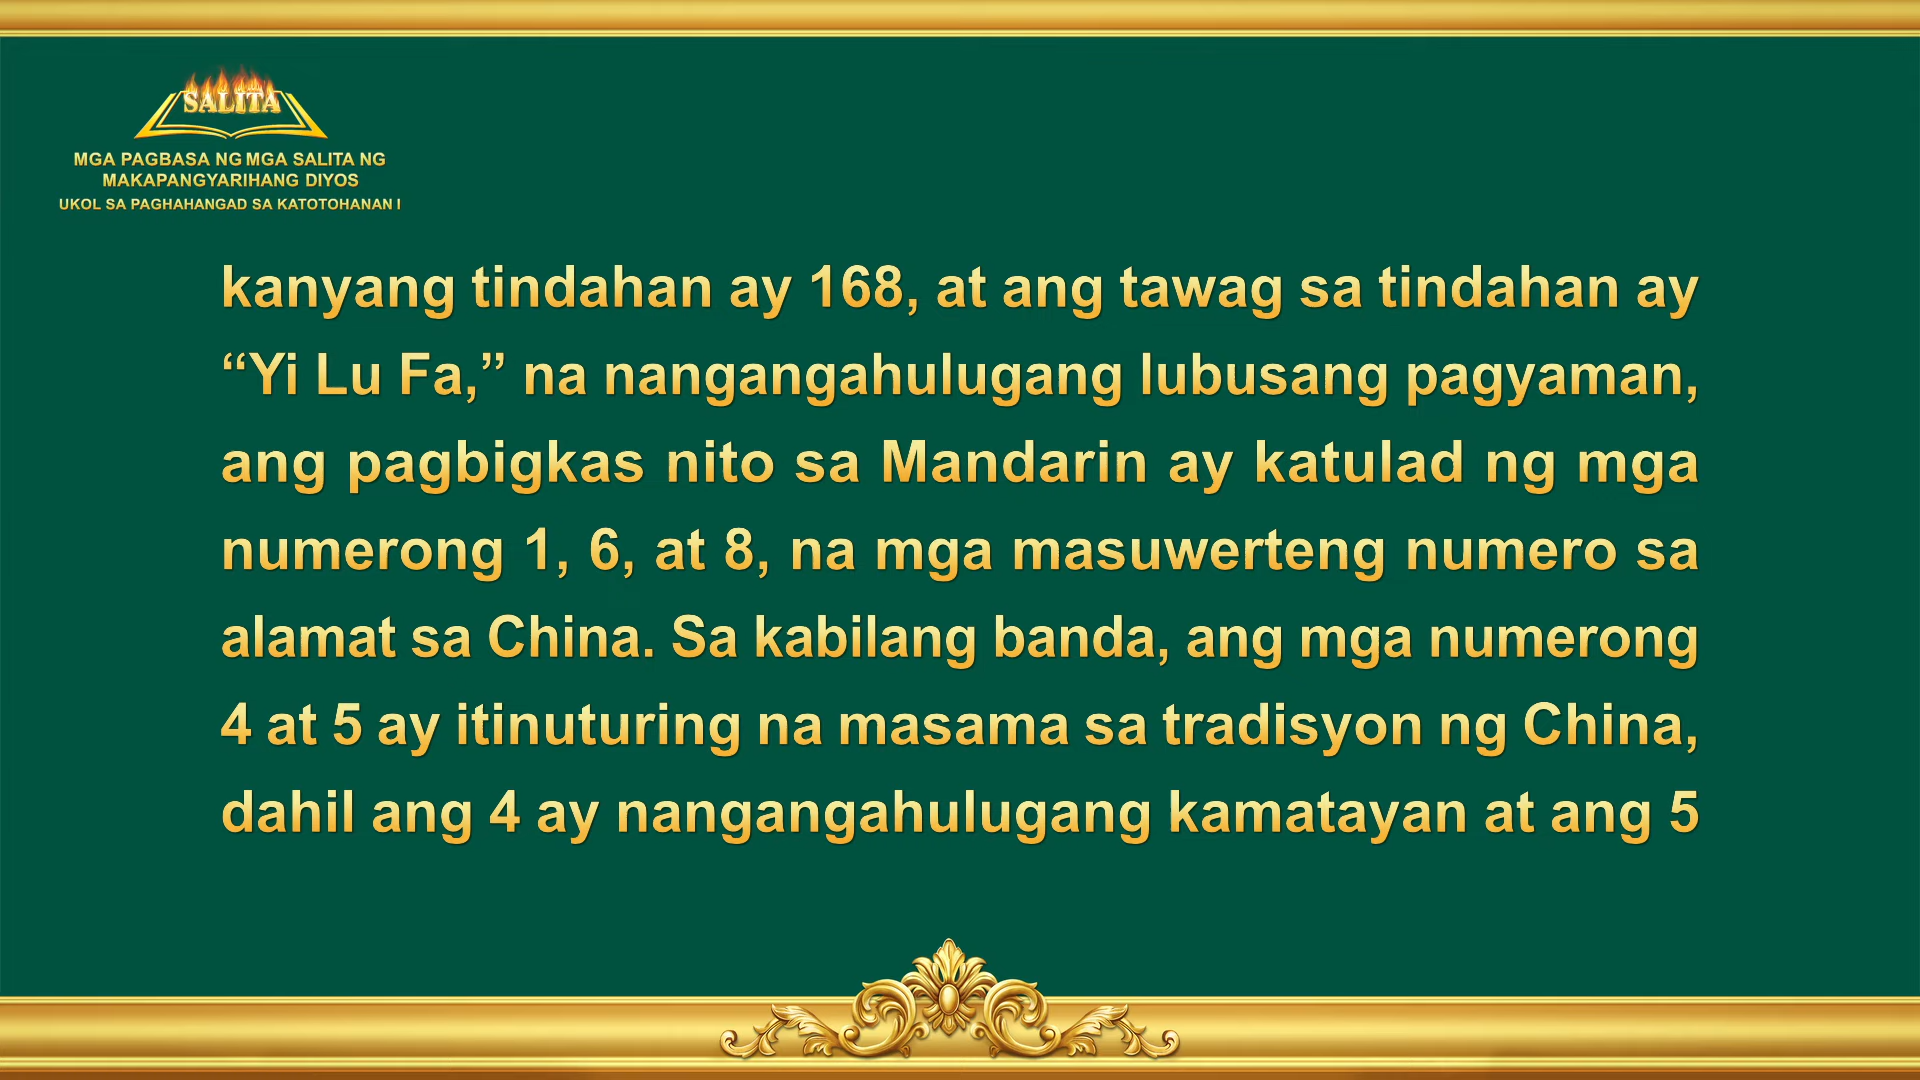 SALITA
MGA PAGBASA NG MGA SALITA NG
MAKAPANGYARIHANG DIYOS
UKOL SA PAGHAHANGAD SA KATOTOHANAN I
kanyang tindahan ay 168, at ang tawag sa tindahan ay
“Yi Lu Fa,” na nangangahulugang lubusang pagyaman,
ang pagbigkas nito sa Mandarin ay katulad ng mga
numerong 1, 6, at 8, na mga masuwerteng numero sa
alamat sa China. Sa kabilang banda, ang mga numerong
4 at 5 ay itinuturing na masama sa tradisyon ng China,
dahil ang 4 ay nangangahulugang kamatayan at ang 5